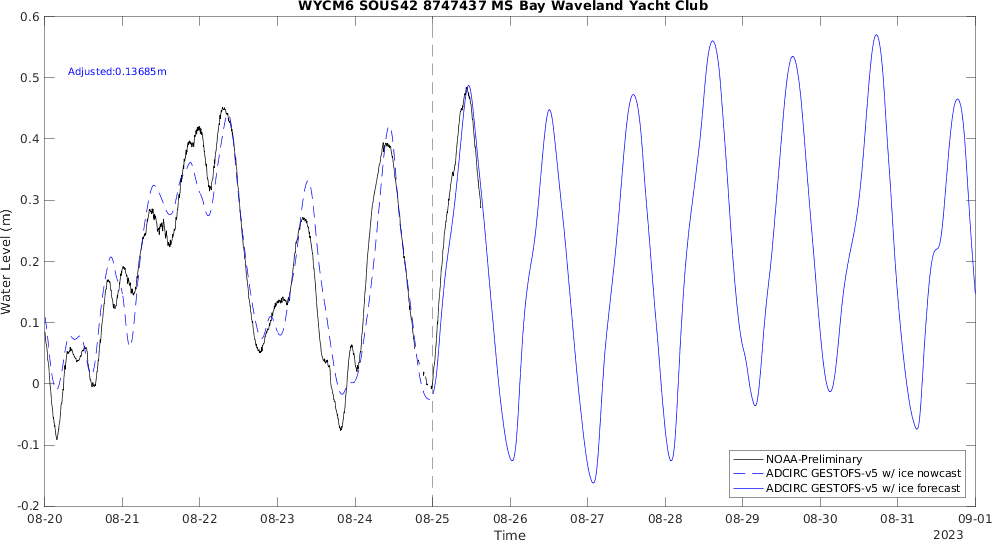 WYCM6 SOUS42 8747437 MS Bay Waveland Yacht Club
0.6
Adjusted:0.13685m
0.5
0.4
0.3
0.2
0.1
0
-0.1
-0.2
Water Level (m)
NOAA-Preliminary
ADCIRC GESTOFS-v5 w/ ice nowcast
ADCIRC GESTOFS-v5 w/ ice forecast
08-20 08-21 08-22 08-23 08-24 08-25 08-26 08-27 08-28 08-29 08-30 08-31 09-01
Time
2023